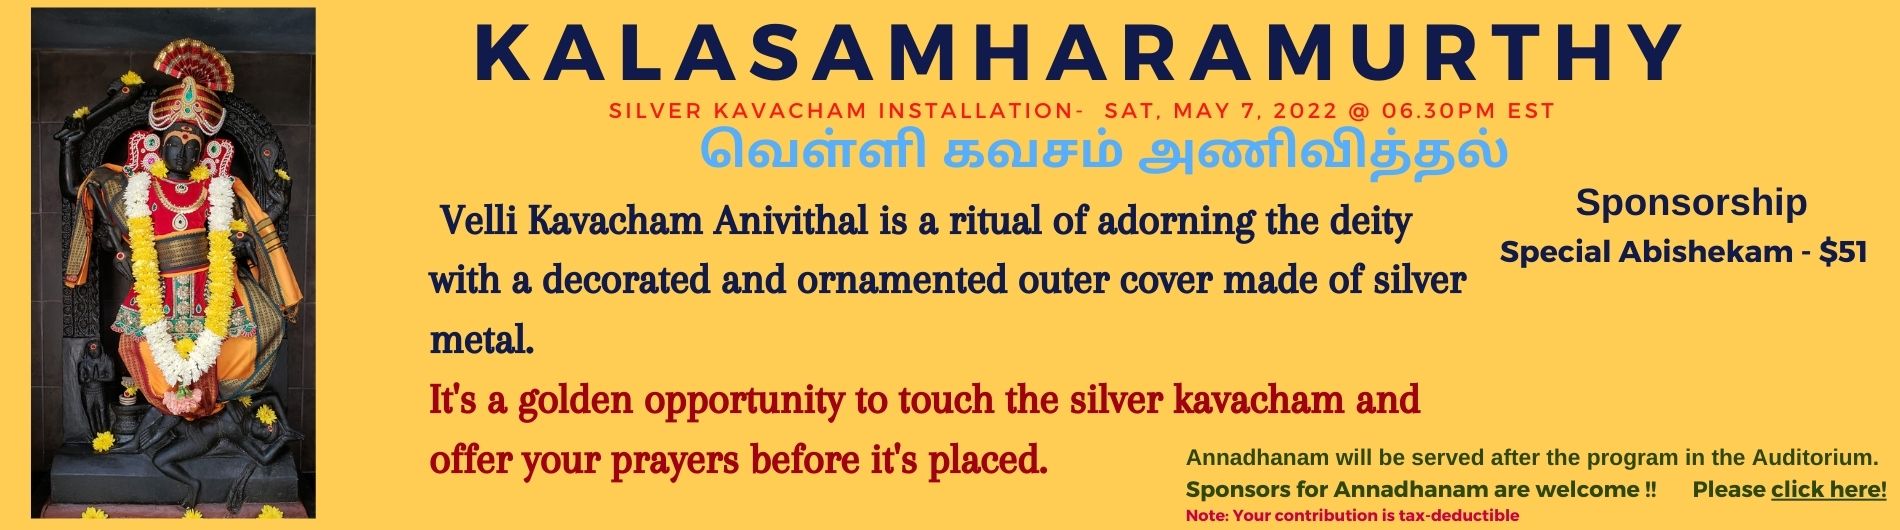 KALASAMHARAMURTHY
SILVER KAVACHAM INSTALLATION- SAT, MAY 7, 2022 @ 06.30PM EST
வெள்ளி கவசம் அணிவித்தல்
Velli Kavacham Anivithal is a ritual of adorning the deity
with a decorated and ornamented outer cover made of silver
metal.
It's a golden opportunity to touch the silver kavacham and
offer your prayers before it's placed.
Sponsorship
Special Abishekam - $51
Annadhanam will be served after the program in the Auditorium.
Sponsors for Annadhanam are welcome !! Please click here!
Note: Your contribution is tax-deductible